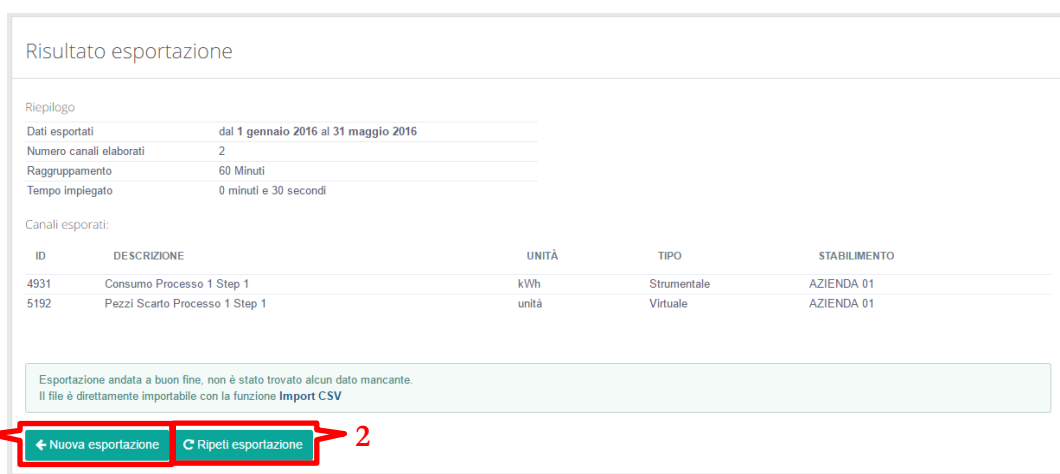 Risultato esportazione
Riepilogo
Dati esportati dal 1 gennaio 2016 al 31 maggio 2016
Numero canali elaborati 2
Raggruppamento 60 Minuti
Tempo impiegato 0 minuti e 30 secondi
Canali esporati:
ID DESCRIZIONE UNITÀ TIPO STABILIMENTO
4931 Consumo Processo 1 Step 1 kWh Strumentale AZIENDA 01
5192 Pezzi Scarto Processo 1 Step 1 unità Virtuale AZIENDA 01
Esportazione andata a buon fine, non è stato trovato alcun dato mancante.
Il file è direttamente importabile con la funzione Import CSV
Nuova esportazione Ripeti esportazione 2